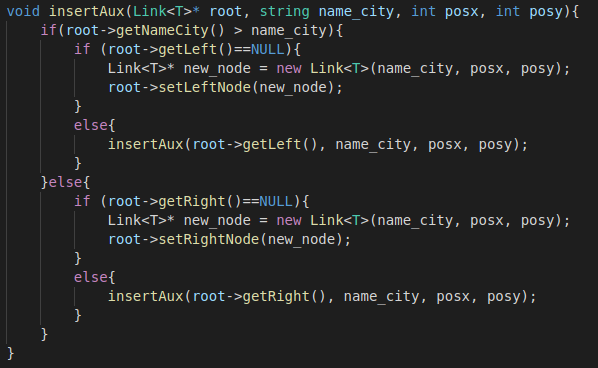 void insertAux(Link<T>* root, string name_city, int posx, int posy){
    if(root->getNameCity() > name_city){
        if (root->getLeft()==NULL){
            Link<T>* new_node = new Link<T>(name_city, posx, posy);
            root->setLeftNode(new_node);
        }
        else{
            insertAux(root->getLeft(), name_city, posx, posy);
        }
    }else{
        if (root->getRight()==NULL){
            Link<T>* new_node = new Link<T>(name_city, posx, posy);
            root->setRightNode(new_node);
        }
        else{
            insertAux(root->getRight(), name_city, posx, posy);
        }
    }
}